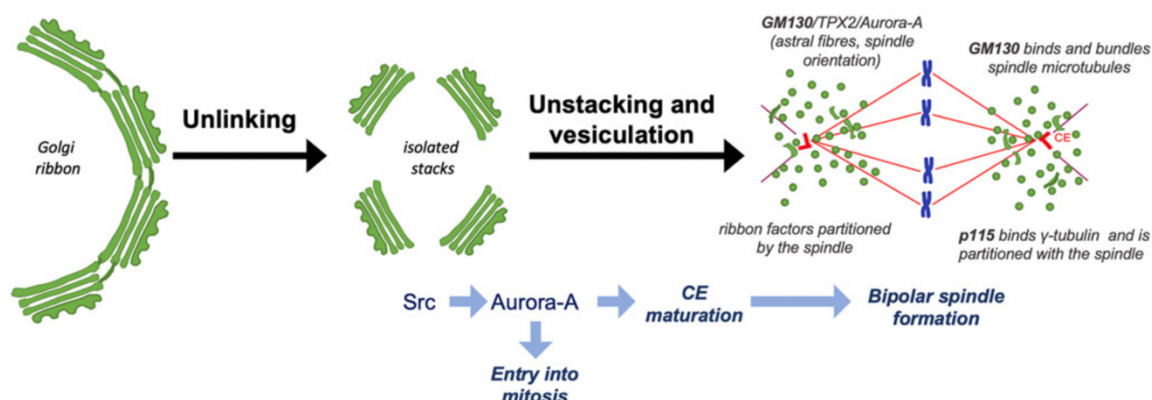 GM130/TPX2/Aurora-A
(astral fibres, spindle
orientation)
GM130 binds and bundles
spindle microtubules
Unlinking
Unstacking and
vesiculation
Golgi
ribbon
isolated
stacks
CE
ribbon factors partitioned
by the spindle
p115 binds γ-tubulin and is
partitioned with the spindle
Src
Aurora-A
CE
maturation
Bipolar spindle
formation
Entry into
mitosis